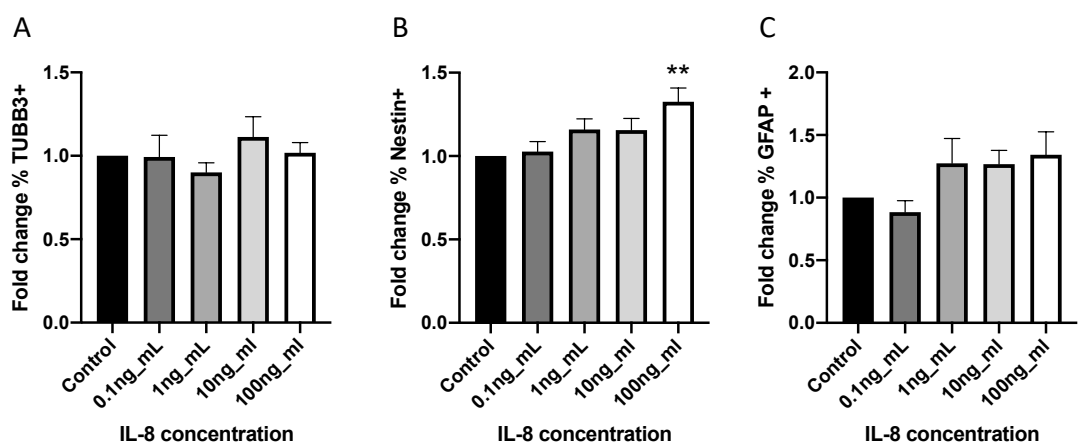 A
Fold change % TUBB3+
1.5
1.0
0.5
0.0
Control
0.1ng_mL
1ng_mL
10ng_ml
100ng_ml
IL-8 concentration
B
Fold change % Nestin+
1.5
1.0
0.5
0.0
**
Control
0.1ng_mL
1ng_mL
10ng_ml
100ng_ml
IL-8 concentration
C
Fold change % GFAP +
2.0
1.5
1.0
0.5
0.0
Control
0.1ng_mL
1ng_mL
10ng_ml
100ng_ml
IL-8 concentration